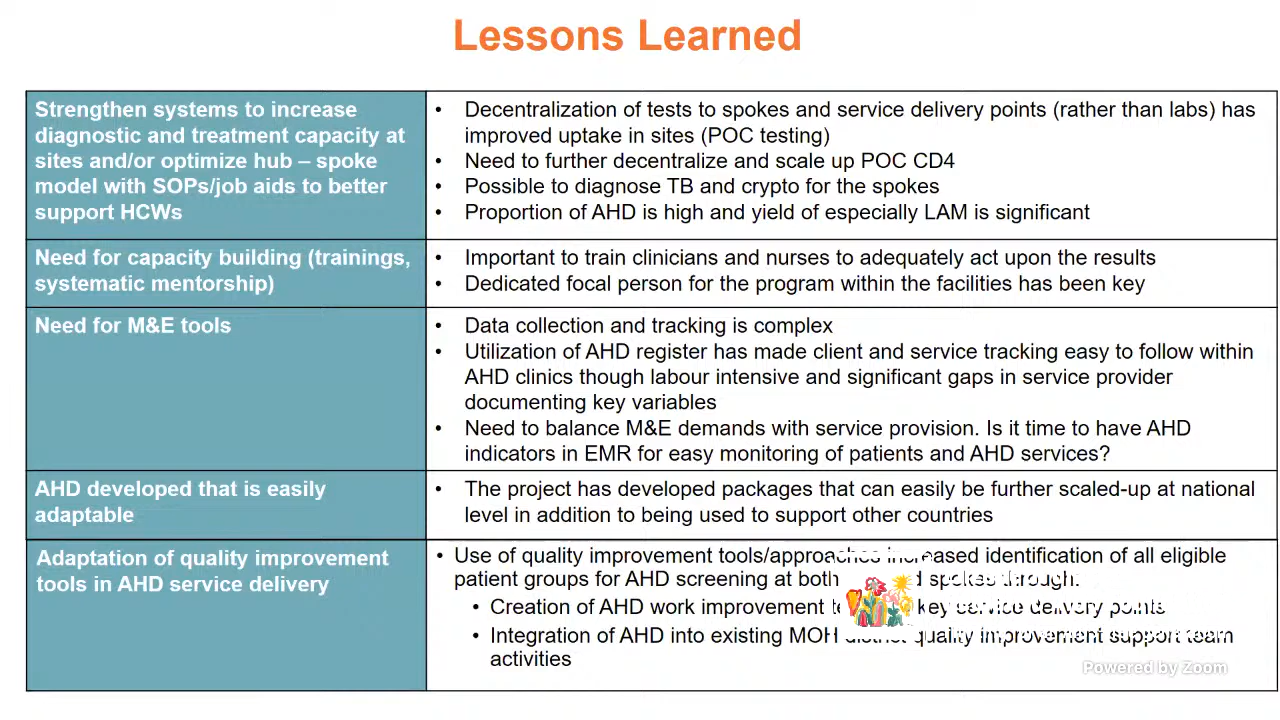 Lessons Learned
Strengthen systems to increase
diagnostic and treatment capacity at
sites and/or optimize hub – spoke
model with SOPs/job aids to better
support HCWs
• Decentralization of tests to spokes and service delivery points (rather than labs) has
improved uptake in sites (POC testing)
• Need to further decentralize and scale up POC CD4
• Possible to diagnose TB and crypto for the spokes
• Proportion of AHD is high and yield of especially LAM is significant
Need for capacity building (trainings,
systematic mentorship)
• Important to train clinicians and nurses to adequately act upon the results
• Dedicated focal person for the program within the facilities has been key
Need for M&E tools
• Data collection and tracking is complex
• Utilization of AHD register has made client and service tracking easy to follow within
AHD clinics though labour intensive and significant gaps in service provider
documenting key variables
• Need to balance M&E demands with service provision. Is it time to have AHD
indicators in EMR for easy monitoring of patients and AHD services?
AHD developed that is easily
adaptable
• The project has developed packages that can easily be further scaled-up at national
level in addition to being used to support other countries
Adaptation of quality improvement
tools in AHD service delivery
• Use of quality improvement tools/approaches increased identification of all eligible
patient groups for AHD screening at both
• Creation of AHD work improvement key delivery points
• Integration of AHD into existing MOH district quality improvement support team
activities
Powered by Zoom